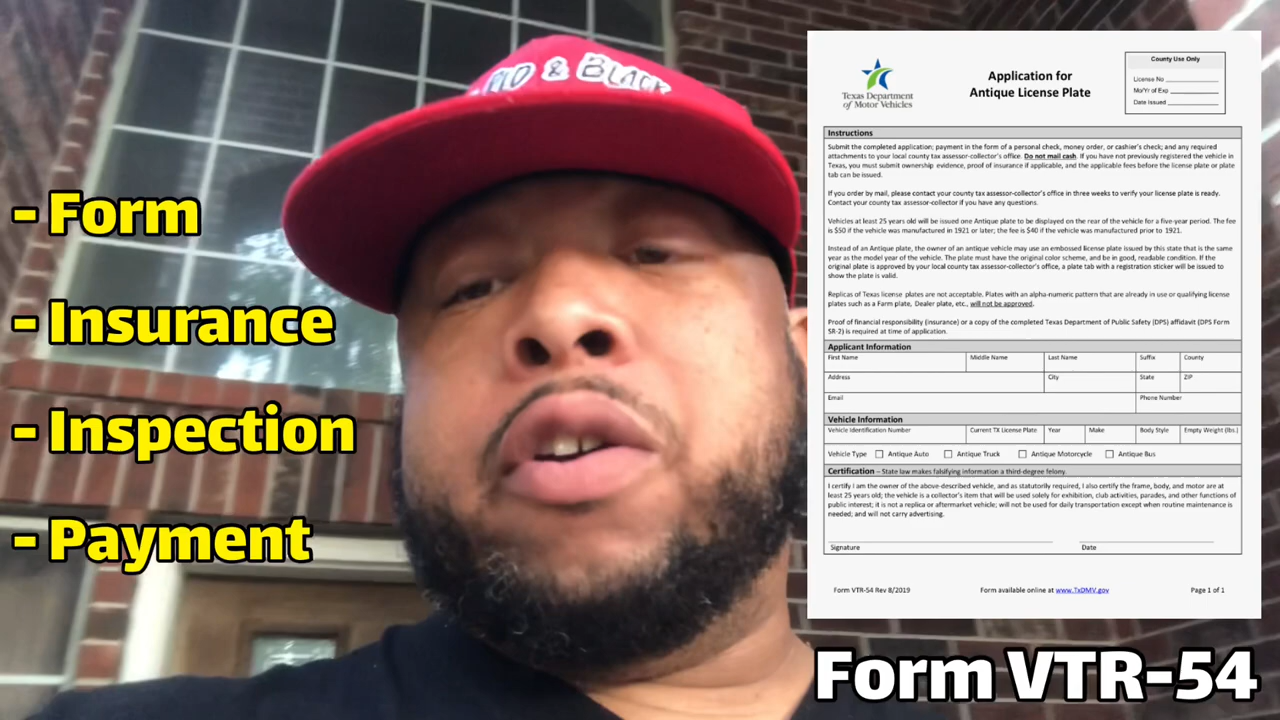 LO & BLACK
- Form
- Insurance
- Inspection
- Payment
Texas Department
of Motor Vehicles
Application for
Antique License Plate
County Use Only
License No
Mo/Yr of Exp
Date Issued
Instructions
Submit the completed application; payment in the form of a personal check, money order, or cashier's check; and any required
attachments to your local county tax assessor-collector's office. Do not mail cash. If you have not previously registered the vehicle in
Texas, you must submit ownership evidence, proof of insurance if applicable, and the applicable fees before the license plate or plate
tab can be issued.
If you order by mail, please contact your county tax assessor-collector's office in three weeks to verify your license plate is ready.
Contact your county tax assessor-collector if you have any questions.
Vehicles at least 25 years old will be issued one Antique plate to be displayed on the rear of the vehicle for a five-year period. The fee
is $50 if the vehicle was manufactured in 1921 or later; the fee is $40 if the vehicle was manufactured prior to 1921.
Instead of an Antique plate, the owner of an antique vehicle may use an embossed license plate issued by this state that is the same
year as the model year of the vehicle. The plate must have the original color scheme, and be in good, readable condition. If the
original plate is approved by your local county tax assessor-collector's office, a plate tab with a registration sticker will be issued to
show the plate is valid.
Replicas of Texas license plates are not acceptable. Plates with an alpha-numeric pattern that are already in use or qualifying license
plates such as a Farm plate, Dealer plate, etc., will not be approved.
Proof of financial responsibility (insurance) or a copy of the completed Texas Department of Public Safety (DPS) affidavit (DPS Form
SR-2) is required at time of application.
Applicant Information
First Name Middle Name Last Name Suffix County
Address City State ZIP
Email Phone Number
Vehicle Information
Vehicle Identification Number Current TX License Plate Year Make Body Style Empty Weight (lbs.)
Vehicle Type Antique Auto Antique Truck Antique Motorcycle Antique Bus
Certification – State law makes falsifying information a third-degree felony.
I certify I am the owner of the above-described vehicle, and as statutorily required, I also certify the frame, body, and motor are at
least 25 years old; the vehicle is a collector's item that will be used solely for exhibition, club activities, parades, and other functions of
public interest; it is not a replica or aftermarket vehicle; will not be used for daily transportation except when routine maintenance is
needed; and will not carry advertising.
Signature Date
Form VTR-54 Rev 8/2019 Form available online at www.TxDMV.gov Page 1 of 1
Form VTR-54